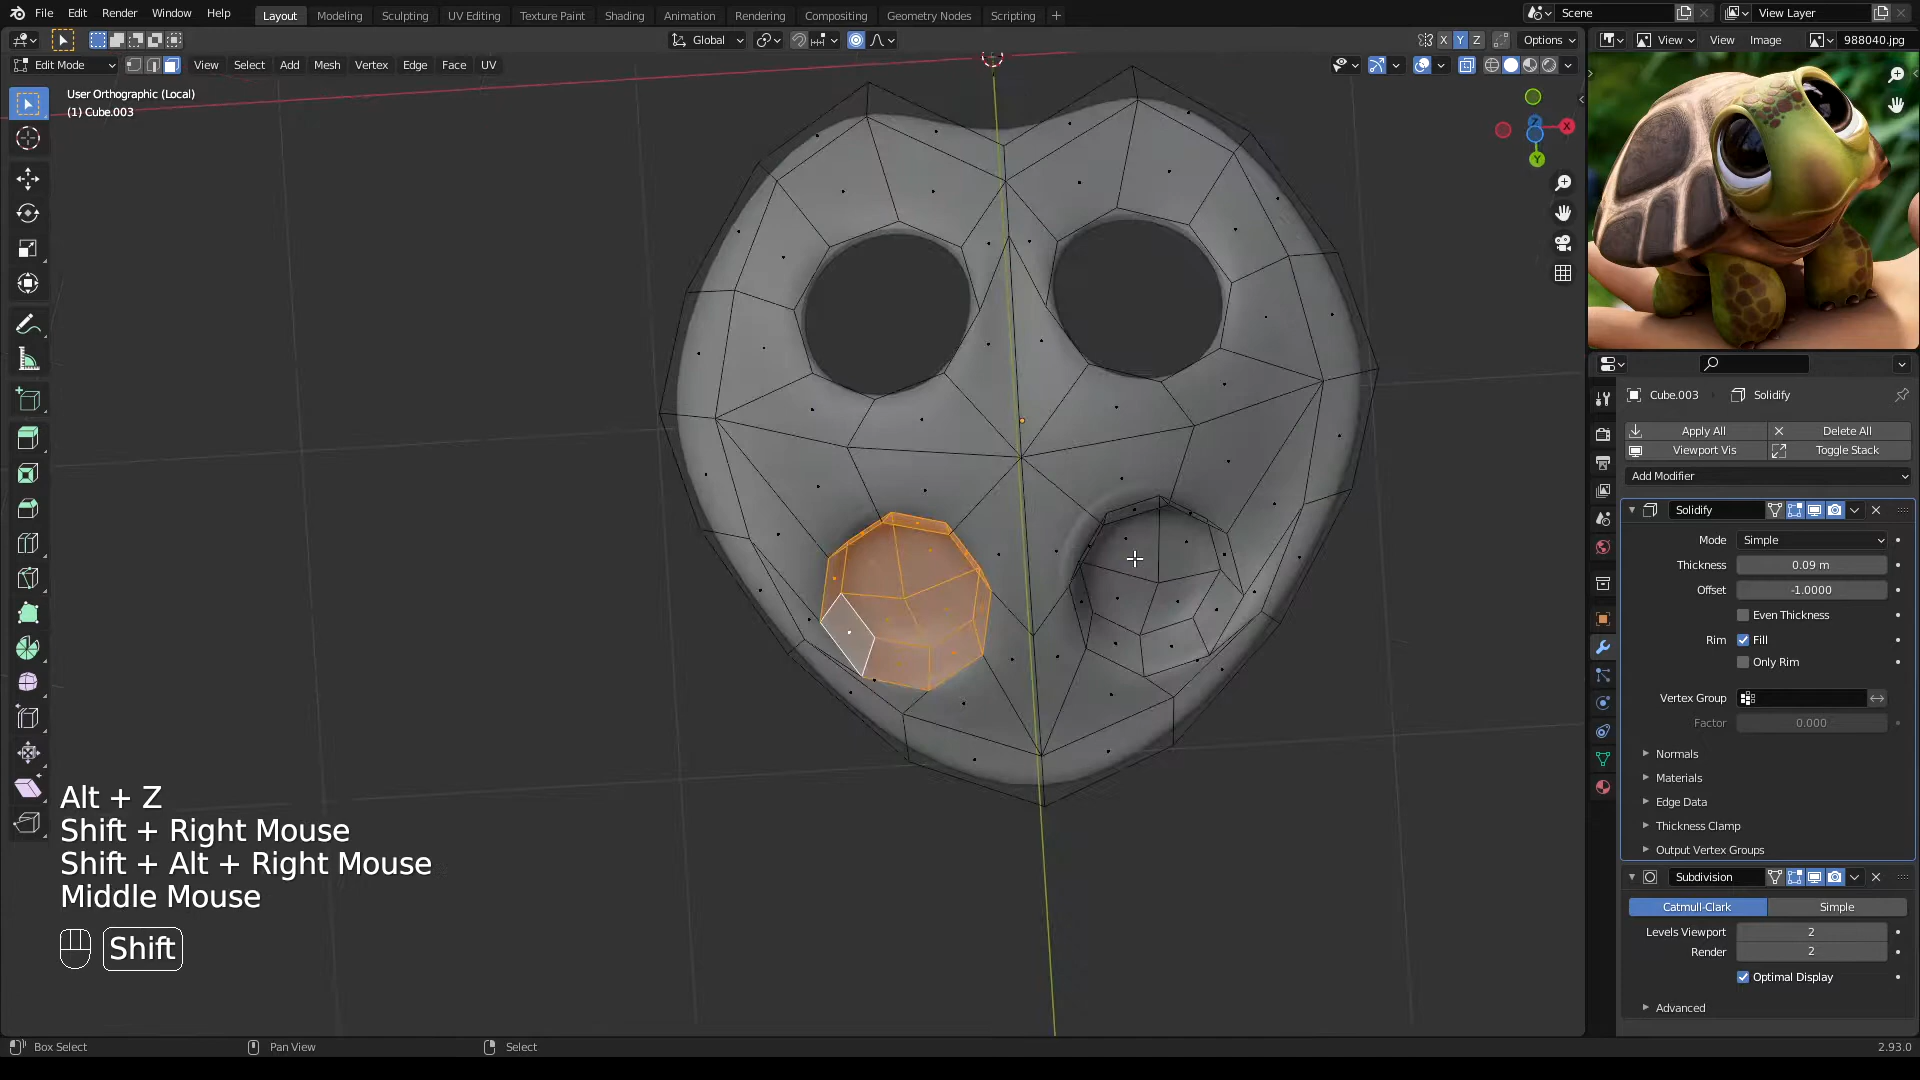 File Edit Render Window Help Layout Modeling Sculpting UV Editing Texture Paint Shading Animation Rendering Compositing Geometry Nodes Scripting + Scene View Layer
Global X Y Z Options View View Image 988040.jpg
Edit Mode View Select Add Mesh Vertex Edge Face UV
User Orthographic (Local)
(1) Cube.003
Z X Y
Cube.003 Solidify
Apply All Delete All
Viewport Vis Toggle Stack
Add Modifier
Solidify
Mode Simple
Thickness 0.09 m
Offset -1.0000
Even Thickness
Rim Fill
Only Rim
Vertex Group
Factor 0.000
Normals
Materials
Edge Data
Thickness Clamp
Output Vertex Groups
Subdivision
Catmull-Clark Simple
Levels Viewport 2
Render 2
Optimal Display
Advanced
Alt + Z
Shift + Right Mouse
Shift + Alt + Right Mouse
Middle Mouse
Shift
Box Select Pan View Select 2.93.0